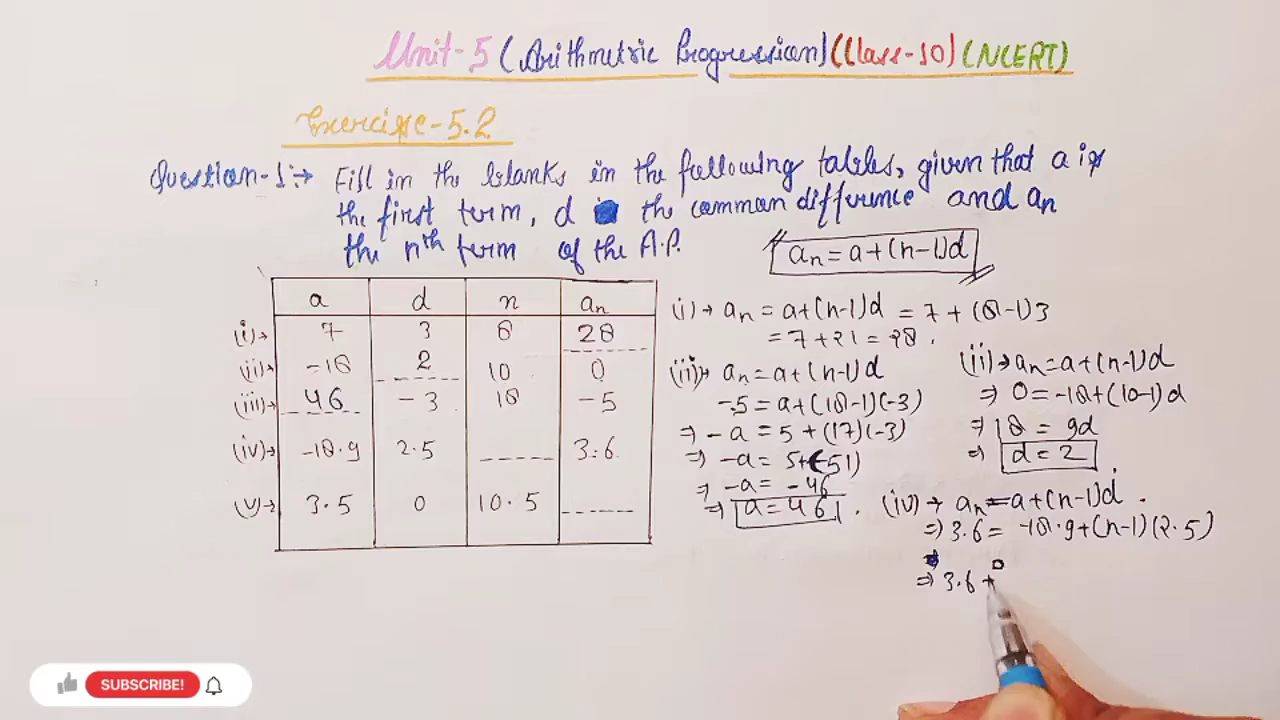 Unit-5 (Arithmetric Progression) (Class-10) (NCERT)
Exercise-5.2
Question-1:→ Fill in the blanks in the following tables, given that a is
the first term, d the common difference and an
the nth term of the A.P.
an = a+(n-1)d
a d n an
(i)→ 7 3 8 28
(ii)→ -18 2 10 0
(iii)→ 46 -3 18 -5
(iv)→ -18.9 2.5 ----- 3.6
(v)→ 3.5 0 10.5 -----
(i)→ an = a+(n-1)d = 7+(8-1)3
= 7+21 = 28.
(iii)→ an = a+(n-1)d
-5 = a+(18-1)(-3)
⇒ -a = 5+(17)(-3)
⇒ -a = 5+(-51)
⇒ -a = -46
⇒ a = 46.
(ii)→ an = a+(n-1)d
⇒ 0 = -18+(10-1)d
⇒ 18 = 9d
⇒ d = 2
(iv)→ an = a+(n-1)d.
⇒ 3.6 = -18.9+(n-1)(2.5)
⇒ 3.6 +
SUBSCRIBE!